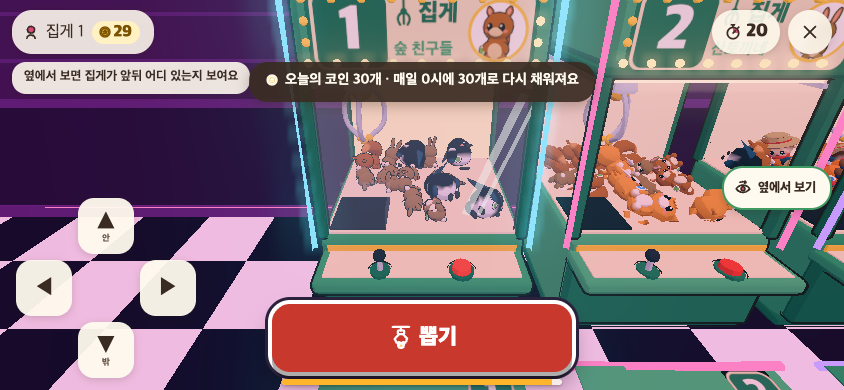 집게 1 29
옆에서 보면 집게가 앞뒤 어디 있는지 보여요
오늘의 코인 30개 · 매일 0시에 30개로 다시 채워져요
1 집게
숲 친구들
2
20
옆에서 보기
안
밖
뽑기